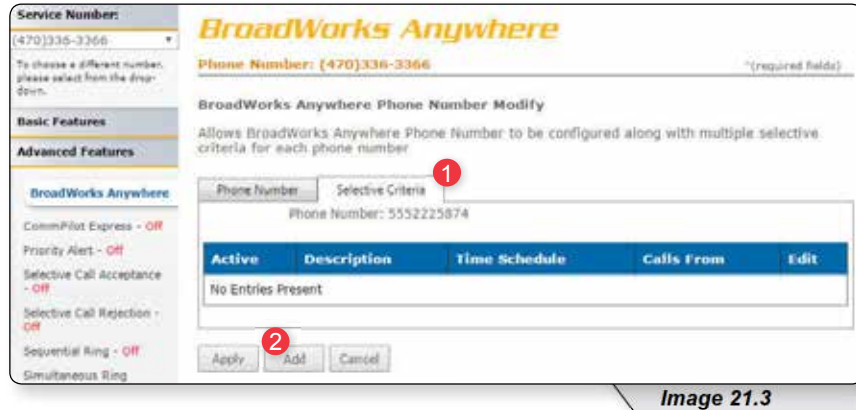 Service Number:
(470)336-3366
To choose a different number,
please select from the drop-
down.
Basic Features
Advanced Features
BroadWorks Anywhere
CommPilot Express - Off
Priority Alert - Off
Selective Call Acceptance
- Off
Selective Call Rejection -
Off
Sequential Ring - Off
Simultaneous Ring
BroadWorks Anywhere
Phone Number: (470)336-3366 *(required fields)
BroadWorks Anywhere Phone Number Modify
Allows BroadWorks Anywhere Phone Number to be configured along with multiple selective
criteria for each phone number
1
Phone Number Selective Criteria
Phone Number: 5552225874
Active Description Time Schedule Calls From Edit
No Entries Present
2
Apply Add Cancel
Image 21.3